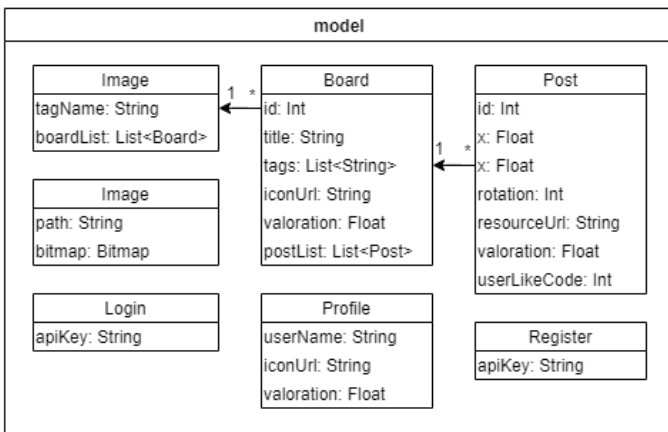 model
Image
tagName: String
boardList: List<Board>
1 *
Board
id: Int
title: String
tags: List<String>
iconUrl: String
valoration: Float
postList: List<Post>
1 *
Post
id: Int
x: Float
x: Float
rotation: Int
resourceUrl: String
valoration: Float
userLikeCode: Int
Image
path: String
bitmap: Bitmap
Login
apiKey: String
Profile
userName: String
iconUrl: String
valoration: Float
Register
apiKey: String